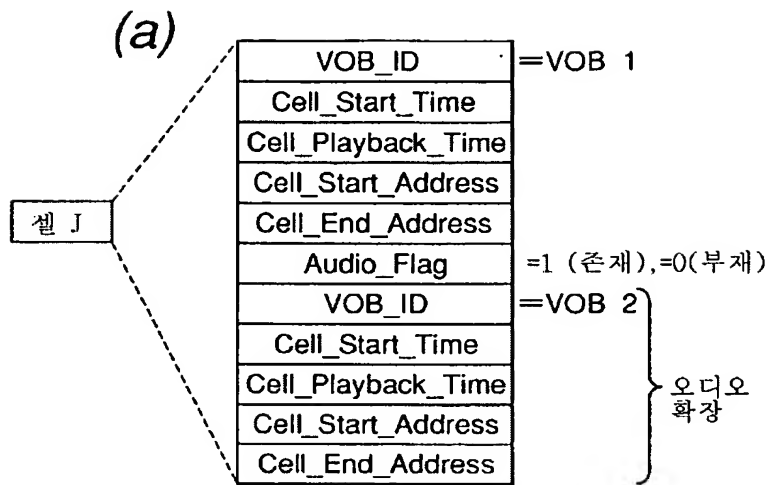 (a)
VOB_ID =VOB 1
Cell_Start_Time
Cell_Playback_Time
Cell_Start_Address
셀 J
Cell_End_Address
Audio_Flag =1 (존재),=0(부재)
VOB_ID =VOB 2
Cell_Start_Time
Cell_Playback_Time
오디오
확장
Cell_Start_Address
Cell_End_Address